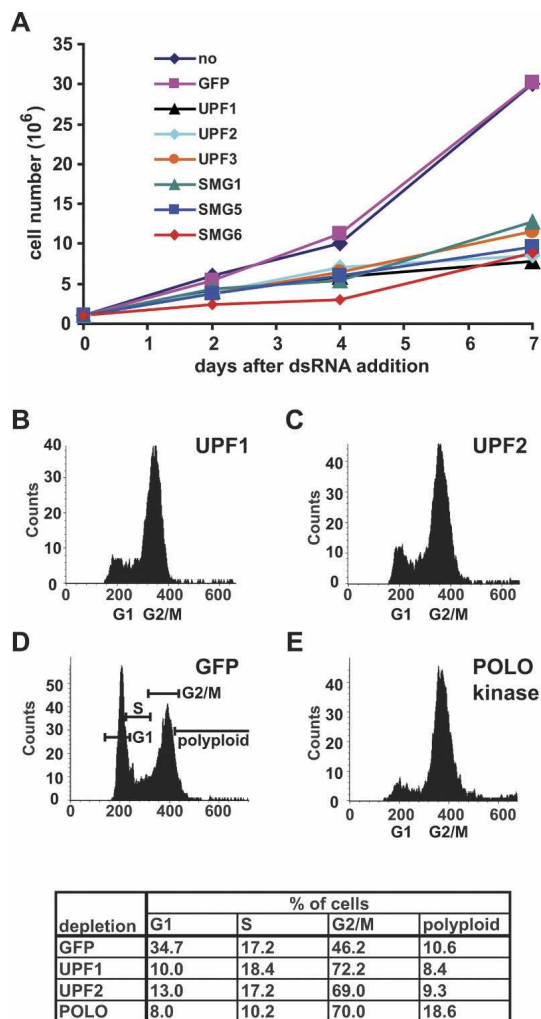 A
35
30
25
20
15
10
5
0
cell number (10⁶)
no
GFP
UPF1
UPF2
UPF3
SMG1
SMG5
SMG6
0 1 2 3 4 5 6 7
days after dsRNA addition
B
UPF1
40
30
20
10
0
Counts
0 200 400 600
G1 G2/M
C
UPF2
40
30
20
10
0
Counts
0 200 400 600
G1 G2/M
D
GFP
50
40
30
20
10
0
Counts
G2/M
S
G1
polyploid
0 200 400 600
E
POLO
kinase
40
30
20
10
0
Counts
0 200 400 600
G1 G2/M
% of cells
depletion G1 S G2/M polyploid
GFP 34.7 17.2 46.2 10.6
UPF1 10.0 18.4 72.2 8.4
UPF2 13.0 17.2 69.0 9.3
POLO 8.0 10.2 70.0 18.6